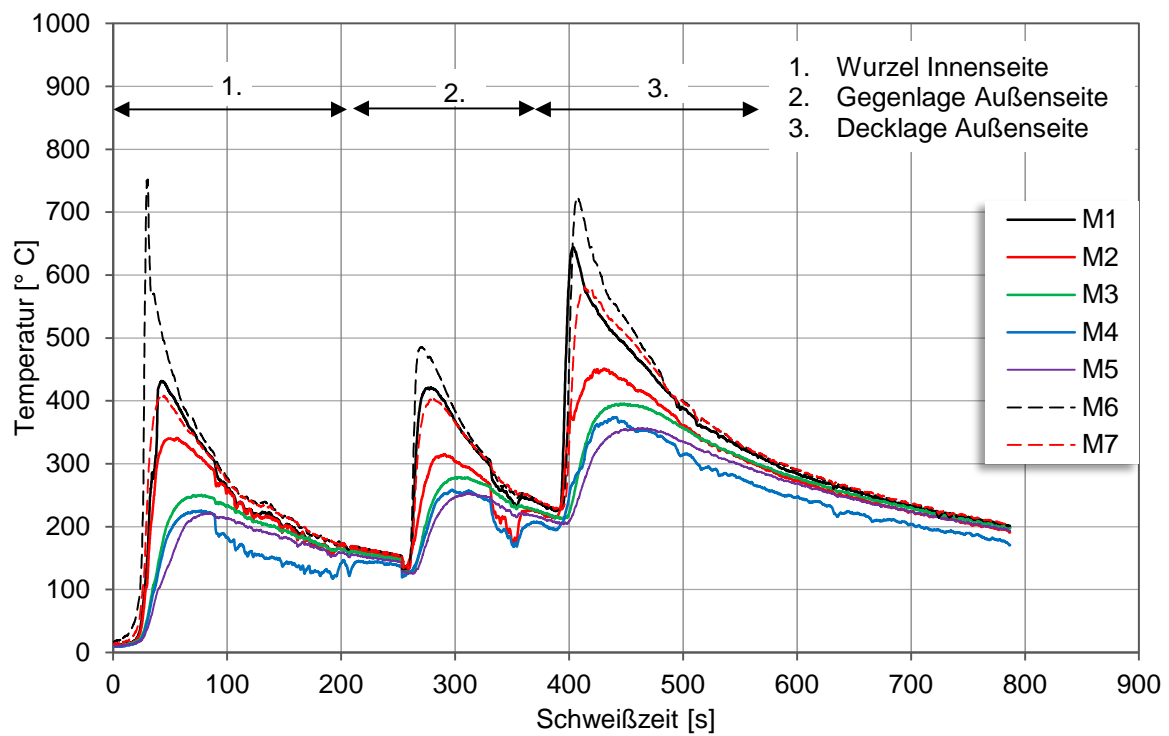 1000
900
800
700
600
500
400
300
200
100
0
Temperatur [° C]
1.
2.
3.
1. Wurzel Innenseite
2. Gegenlage Außenseite
3. Decklage Außenseite
M1
M2
M3
M4
M5
M6
M7
0 100 200 300 400 500 600 700 800 900
Schweißzeit [s]